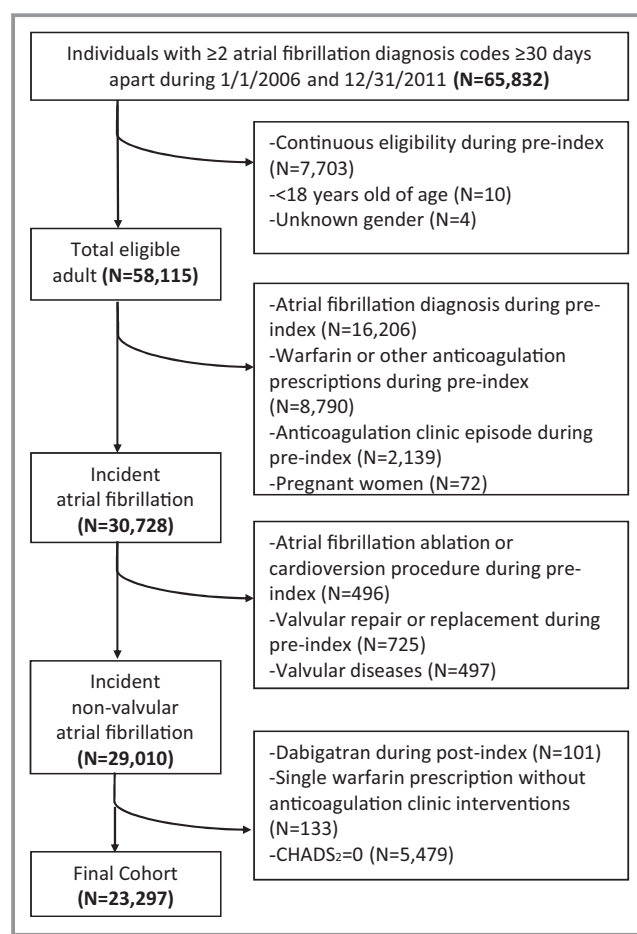 Individuals with ≥2 atrial fibrillation diagnosis codes ≥30 days
apart during 1/1/2006 and 12/31/2011 (N=65,832)
-Continuous eligibility during pre-index
(N=7,703)
-<18 years old of age (N=10)
-Unknown gender (N=4)
Total eligible
adult (N=58,115)
-Atrial fibrillation diagnosis during pre-
index (N=16,206)
-Warfarin or other anticoagulation
prescriptions during pre-index
(N=8,790)
-Anticoagulation clinic episode during
pre-index (N=2,139)
-Pregnant women (N=72)
Incident
atrial fibrillation
(N=30,728)
-Atrial fibrillation ablation or
cardioversion procedure during pre-
index (N=496)
-Valvular repair or replacement during
pre-index (N=725)
-Valvular diseases (N=497)
Incident
non-valvular
atrial fibrillation
(N=29,010)
-Dabigatran during post-index (N=101)
-Single warfarin prescription without
anticoagulation clinic interventions
(N=133)
-CHADS₂=0 (N=5,479)
Final Cohort
(N=23,297)